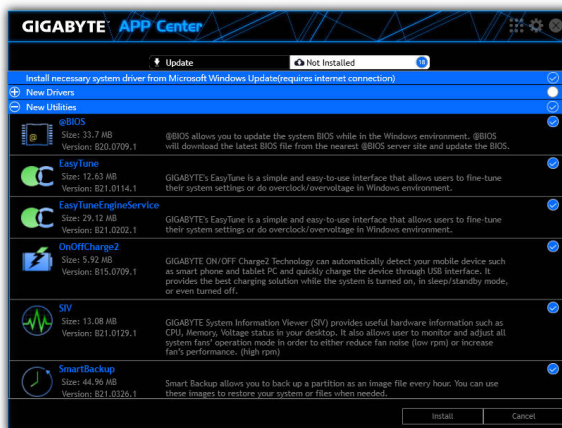 GIGABYTE APP Center
Update
Not Installed
18
Install necessary system driver from Microsoft Windows Update(requires internet connection)
New Drivers
New Utilities
@BIOS
Size: 33.7 MB
Version: B20.0709.1
@BIOS allows you to update the system BIOS while in the Windows environment. @BIOS
will download the latest BIOS file from the nearest @BIOS server site and update the BIOS.
EasyTune
Size: 12.63 MB
Version: B21.0114.1
GIGABYTE's EasyTune is a simple and easy-to-use interface that allows users to fine-tune
their system settings or do overclock/overvoltage in Windows environment.
EasyTuneEngineService
Size: 29.12 MB
Version: B21.0202.1
GIGABYTE's EasyTune is a simple and easy-to-use interface that allows users to fine-tune
their system settings or do overclock/overvoltage in Windows environment.
OnOffCharge2
Size: 5.92 MB
Version: B15.0709.1
GIGABYTE ON/OFF Charge2 Technology can automatically detect your mobile device such
as smart phone and tablet PC and quickly charge the device through USB interface. It
provides the best charging solution while the system is turned on, in sleep/standby mode,
or even turned off.
SIV
Size: 13.08 MB
Version: B21.0129.1
GIGABYTE System Information Viewer (SIV) provides useful hardware information such as
CPU, Memory, Voltage status in your desktop. It also allows user to monitor and adjust all
system fans' operation mode in order to either reduce fan noise (low rpm) or increase
fan's performance. (high rpm)
SmartBackup
Size: 44.96 MB
Version: B21.0326.1
Smart Backup allows you to back up a partition as an image file every hour. You can use
these images to restore your system or files when needed.
Install
Cancel